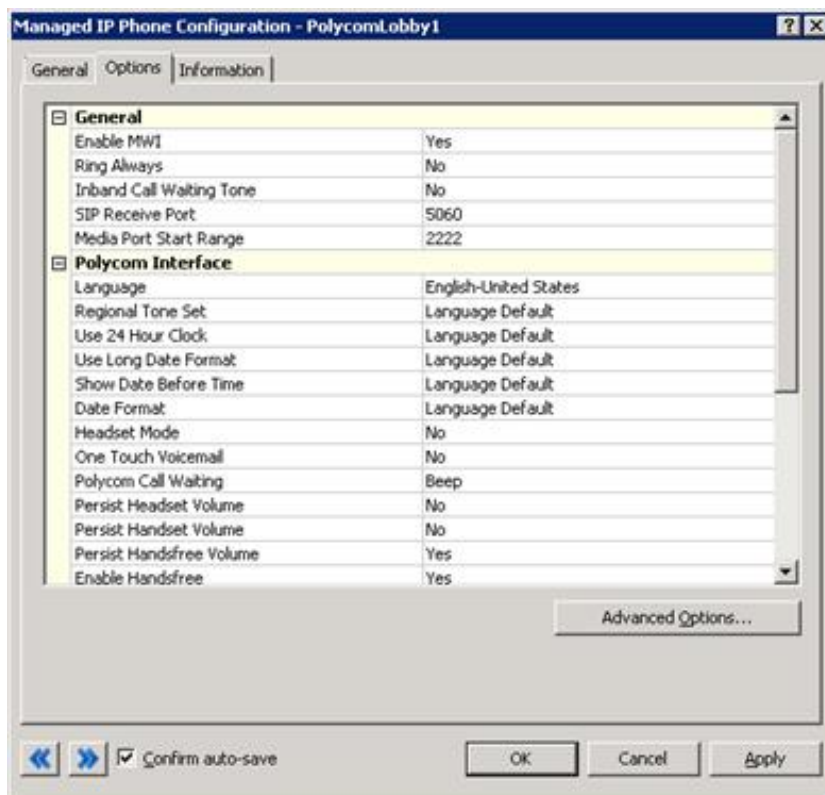 Managed IP Phone Configuration - PolycomLobby1
General Options Information
General
Enable MWI Yes
Ring Always No
Inband Call Waiting Tone No
SIP Receive Port 5060
Media Port Start Range 2222
Polycom Interface
Language English-United States
Regional Tone Set Language Default
Use 24 Hour Clock Language Default
Use Long Date Format Language Default
Show Date Before Time Language Default
Date Format Language Default
Headset Mode No
One Touch Voicemail No
Polycom Call Waiting Beep
Persist Headset Volume No
Persist Handset Volume No
Persist Handsfree Volume Yes
Enable Handsfree Yes
Advanced Options...
Confirm auto-save OK Cancel Apply